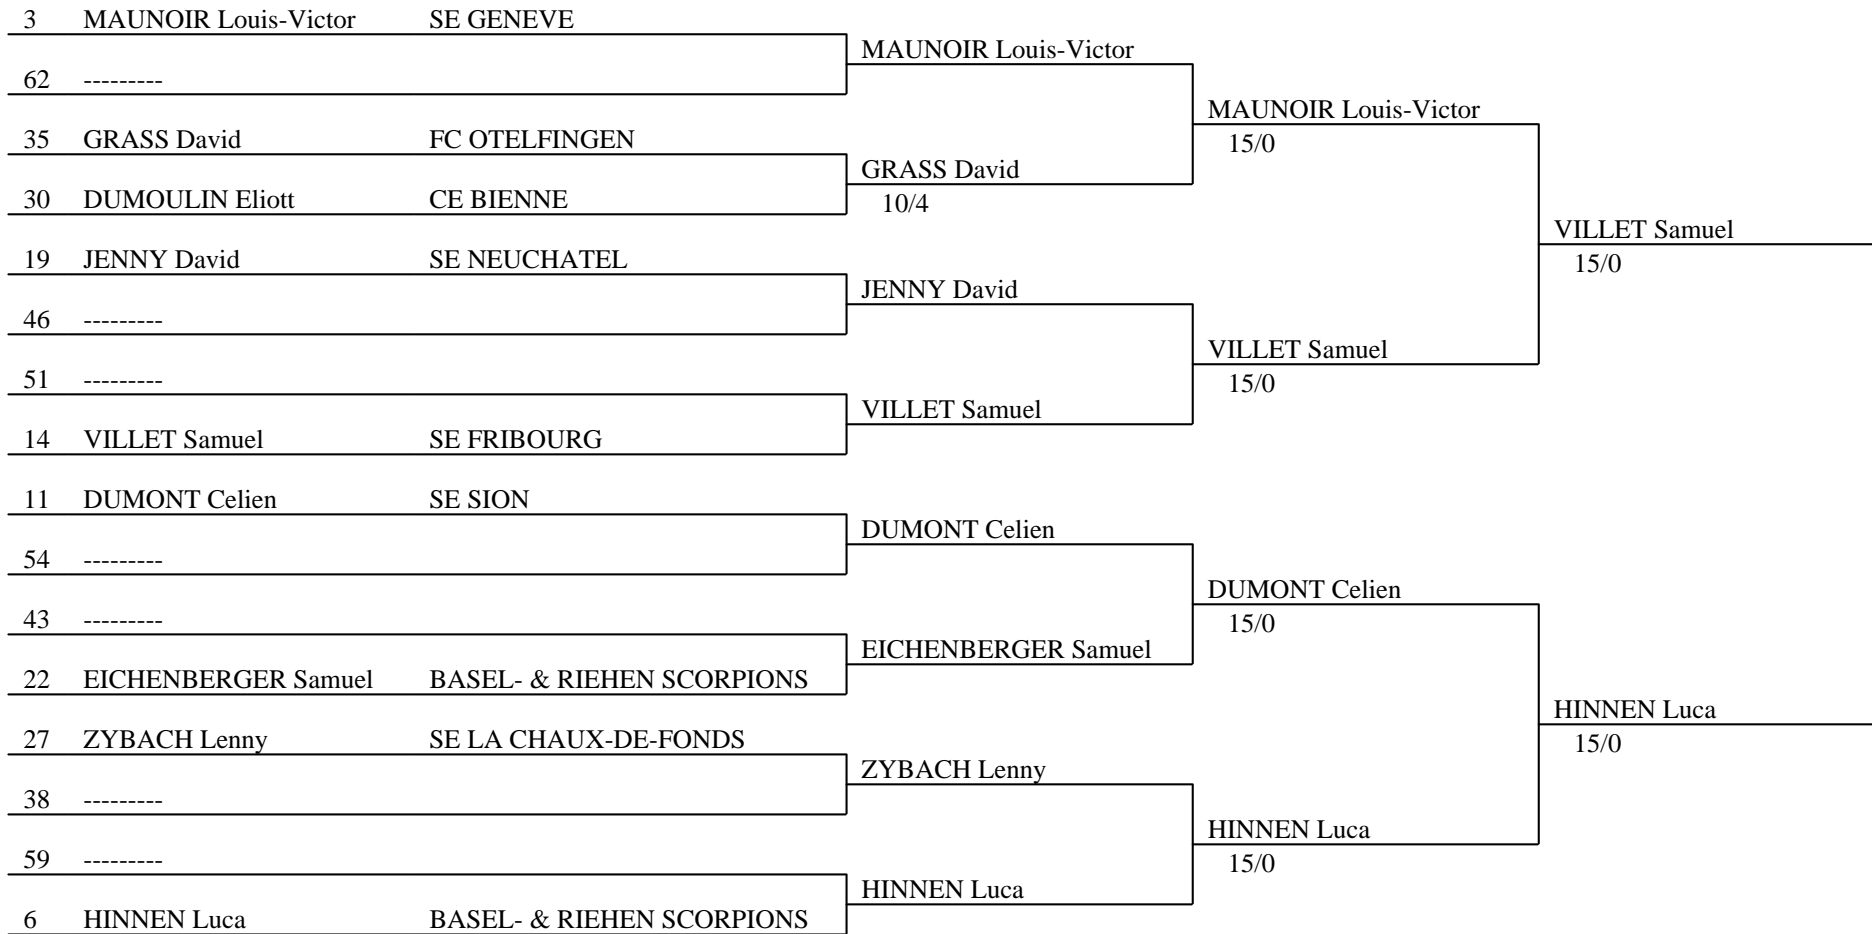 3 MAUNOIR Louis-Victor SE GENEVE
62 ---------
35 GRASS David FC OTELFINGEN
30 DUMOULIN Eliott CE BIENNE
19 JENNY David SE NEUCHATEL
46 ---------
51 ---------
14 VILLET Samuel SE FRIBOURG
11 DUMONT Celien SE SION
54 ---------
43 ---------
22 EICHENBERGER Samuel BASEL- & RIEHEN SCORPIONS
27 ZYBACH Lenny SE LA CHAUX-DE-FONDS
38 ---------
59 ---------
6 HINNEN Luca BASEL- & RIEHEN SCORPIONS
MAUNOIR Louis-Victor
GRASS David
10/4
JENNY David
VILLET Samuel
DUMONT Celien
EICHENBERGER Samuel
ZYBACH Lenny
HINNEN Luca
MAUNOIR Louis-Victor
15/0
VILLET Samuel
15/0
DUMONT Celien
15/0
HINNEN Luca
15/0
VILLET Samuel
15/0
HINNEN Luca
15/0